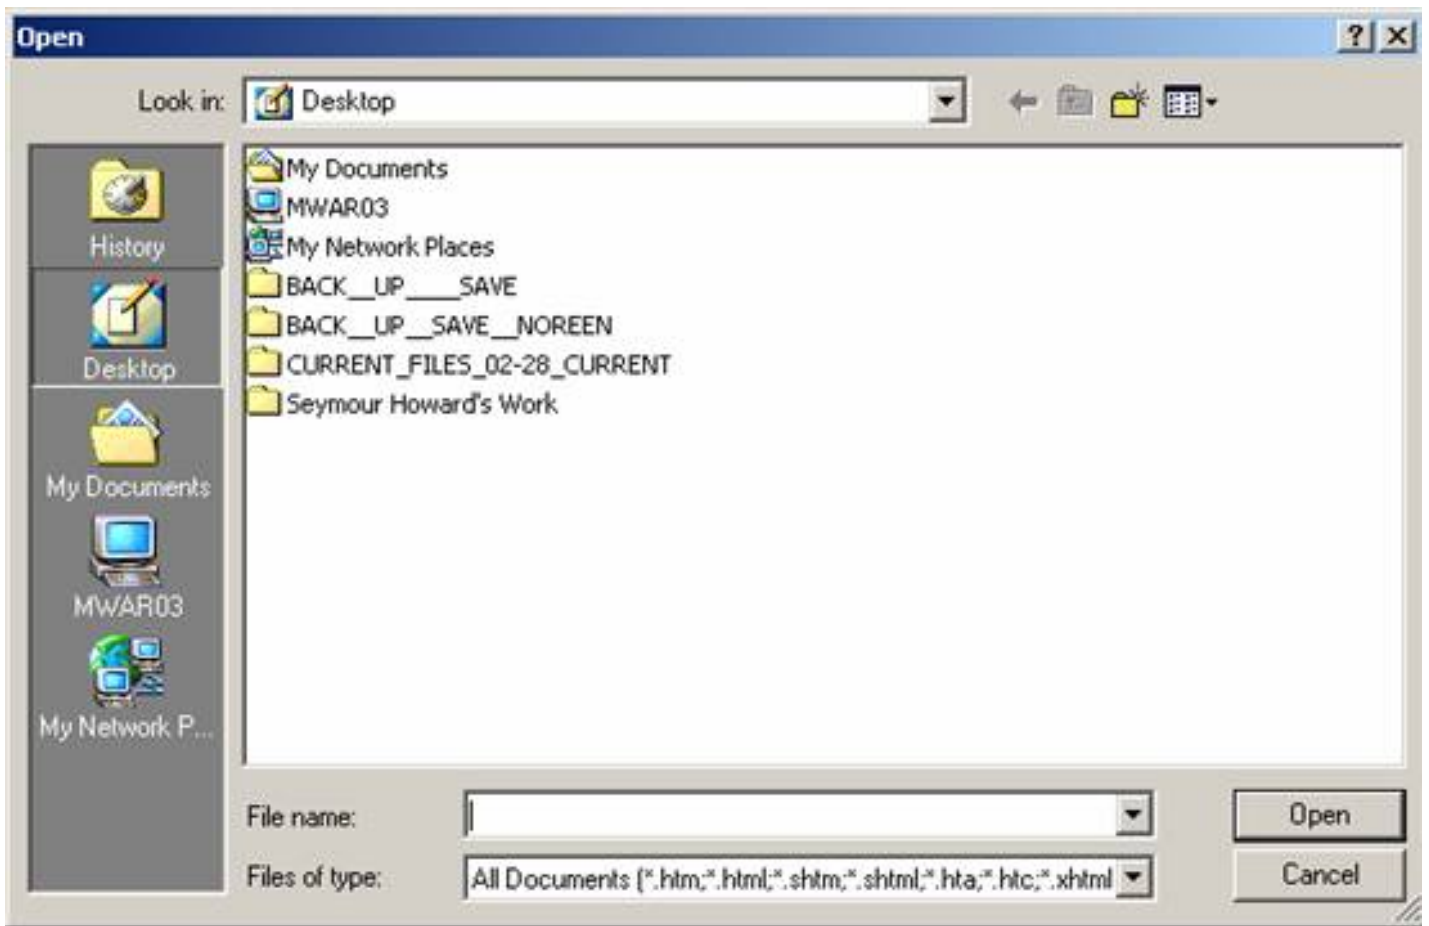 Open
Look in: Desktop
History
Desktop
My Documents
MWAR03
My Network P...
My Documents
MWAR03
My Network Places
BACK__UP____SAVE
BACK__UP__SAVE__NOREEN
CURRENT_FILES_02-28_CURRENT
Seymour Howard's Work
File name:
Open
Files of type: All Documents (*.htm;*.html;*.shtm;*.shtml;*.hta;*.htc;*.xhtml
Cancel